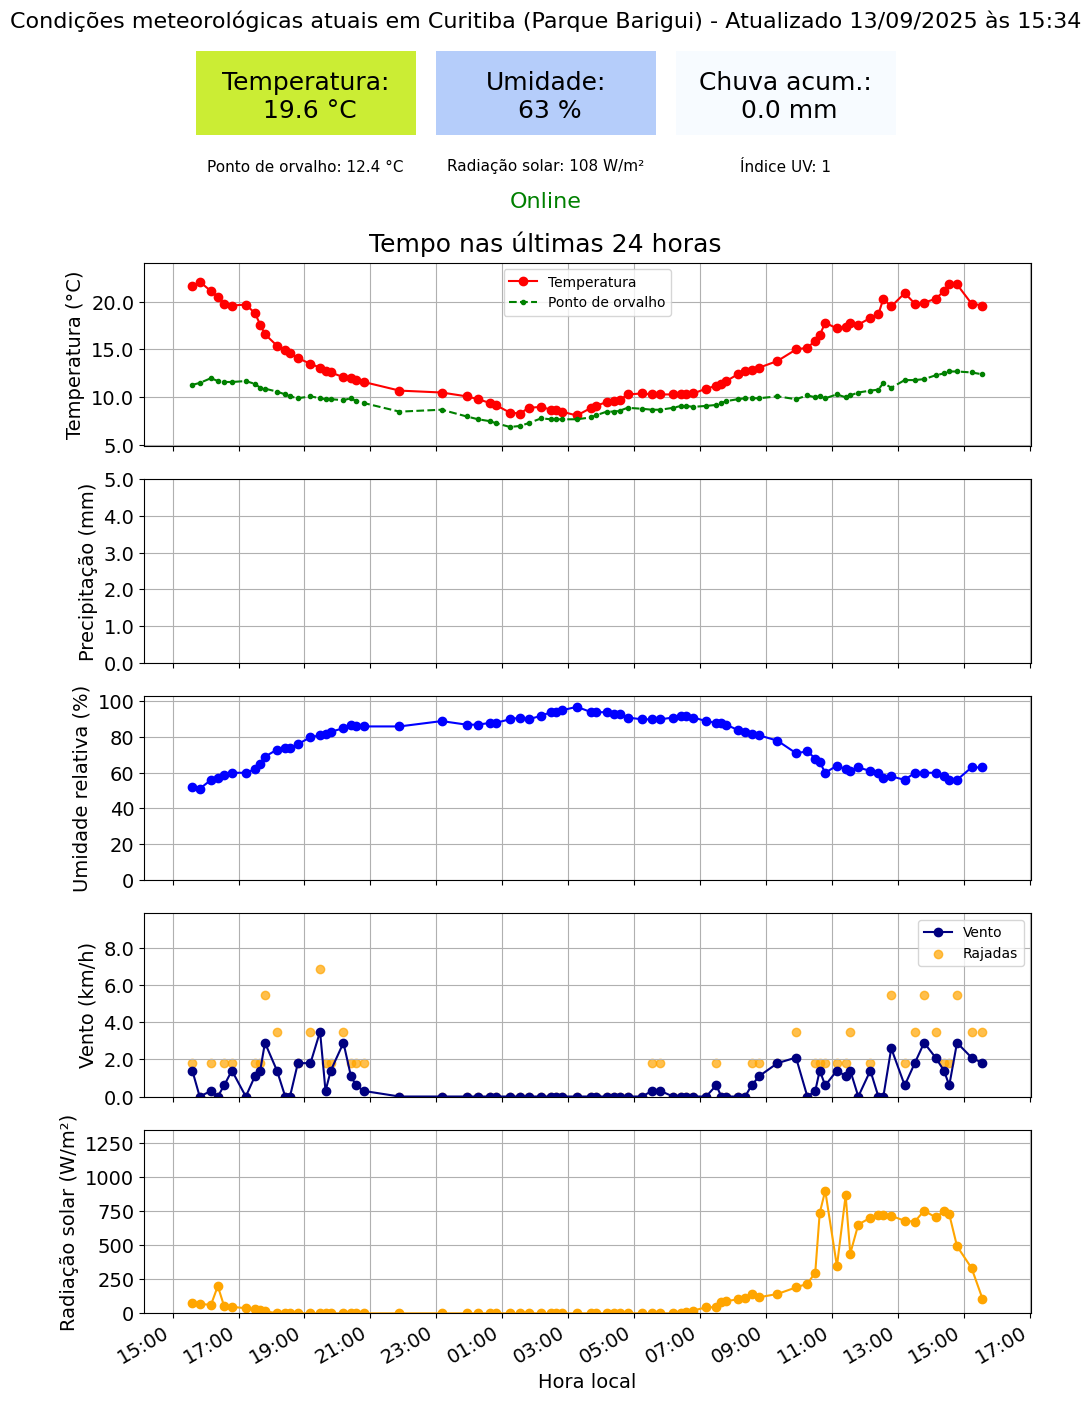 Condições meteorológicas atuais em Curitiba (Parque Barigui) - Atualizado 13/09/2025 às 15:34
Temperatura:
19.6 °C
Umidade:
63 %
Chuva acum.:
0.0 mm
Ponto de orvalho: 12.4 °C
Radiação solar: 108 W/m²
Índice UV: 1
Online
Tempo nas últimas 24 horas
Temperatura (°C)
20.0
15.0
10.0
5.0
Temperatura
Ponto de orvalho
Precipitação (mm)
5.0
4.0
3.0
2.0
1.0
0.0
Umidade relativa (%)
100
80
60
40
20
0
Vento (km/h)
8.0
6.0
4.0
2.0
0.0
Vento
Rajadas
Radiação solar (W/m²)
1250
1000
750
500
250
0
15:00
17:00
19:00
21:00
23:00
01:00
03:00
05:00
07:00
09:00
11:00
13:00
15:00
17:00
Hora local